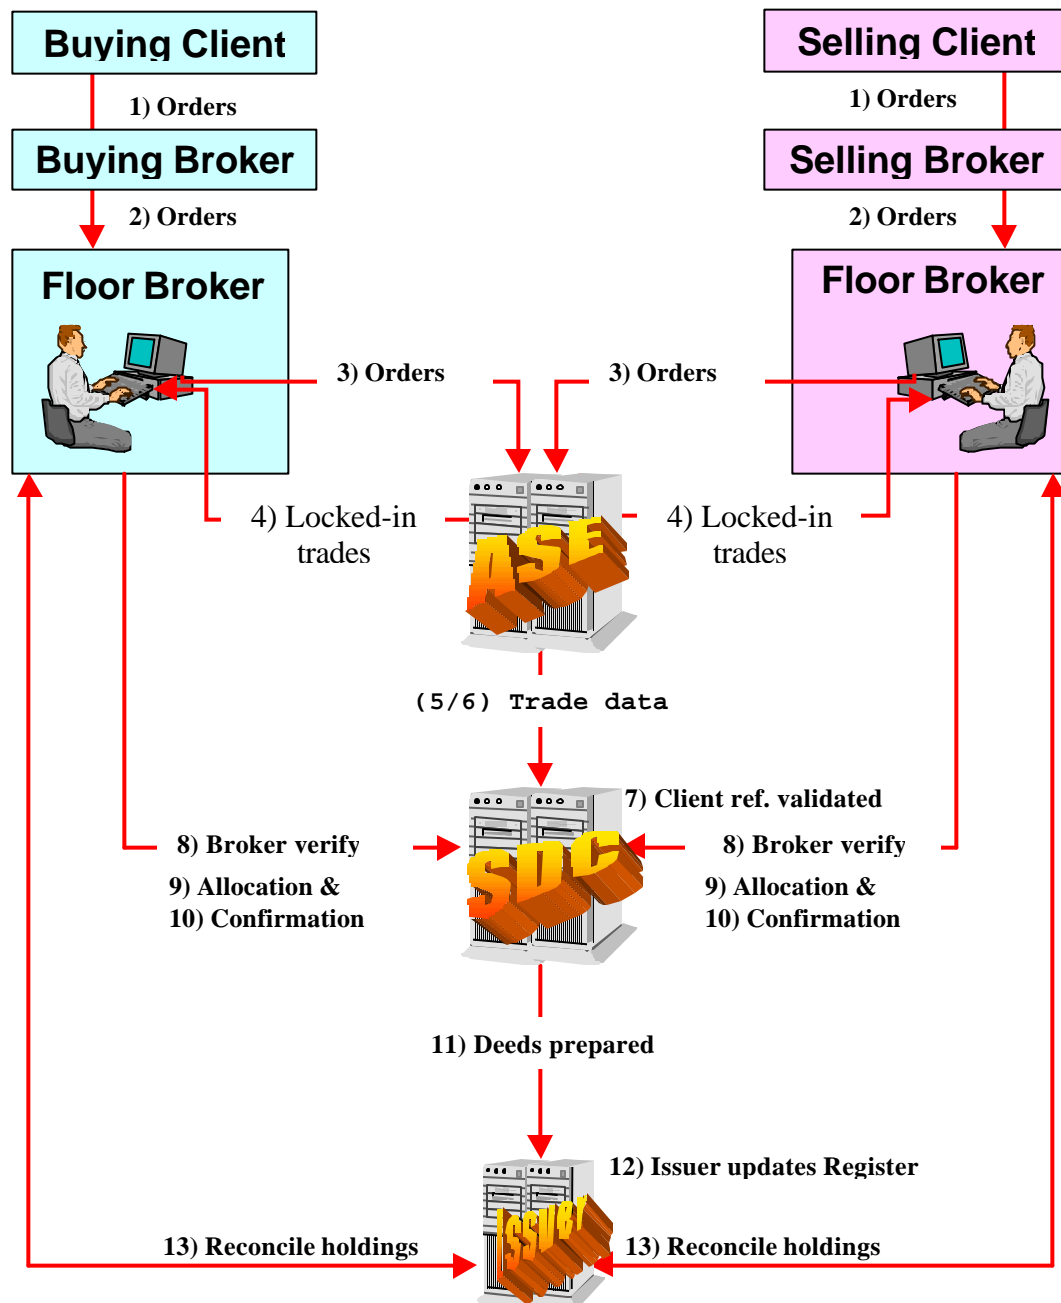 Buying Client
Selling Client
1) Orders
1) Orders
Buying Broker
Selling Broker
2) Orders
2) Orders
Floor Broker
Floor Broker
3) Orders
3) Orders
4) Locked-in
trades
4) Locked-in
trades
ASE
(5/6) Trade data
7) Client ref. validated
SDC
8) Broker verify
9) Allocation &
10) Confirmation
8) Broker verify
9) Allocation &
10) Confirmation
11) Deeds prepared
12) Issuer updates Register
Issuer
13) Reconcile holdings
13) Reconcile holdings